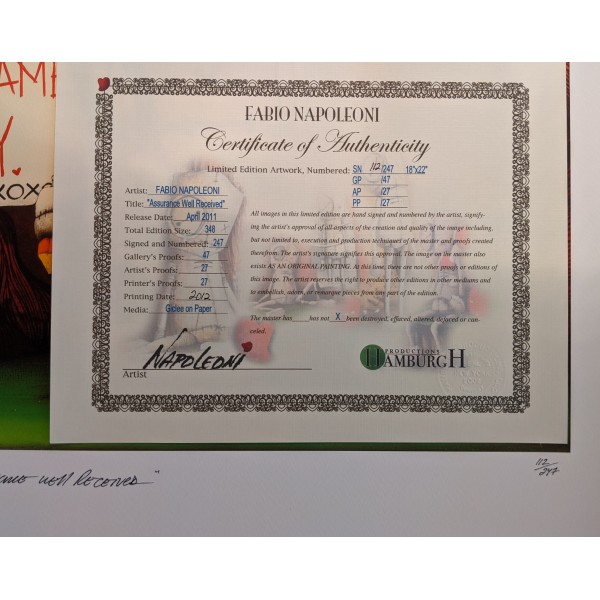 AM
Y.
XOXO
FABIO NAPOLEONI
Certificate of Authenticity
Limited Edition Artwork, Numbered: SN 112/247 18"x22"
GP /47
AP /27
PP /27
Artist: FABIO NAPOLEONI
Title: "Assurance Well Received"
Release Date: April 2011
Total Edition Size: 348
Signed and Numbered: 247
Gallery's Proofs: 47
Artist's Proofs: 27
Printer's Proofs: 27
Printing Date: 2012
Media: Giclee on Paper
All images in this limited edition are hand signed and numbered by the artist, signify-
ing the artist's approval of all aspects of the creation and quality of the image including,
but not limited to, execution and production techniques of the master and proofs created
therefrom. The artist's signature signifies this approval. The image on the master also
exists AS AN ORIGINAL PAINTING. At this time, there are not other proofs or editions of
this image. The artist reserves the right to produce other editions in other mediums and
to embellish, adorn, or remarque pieces from any part of the edition.
The master has ___ has not X been destroyed, effaced, altered, defaced or can-
celed.
NAPOLEONI
Artist
PRODUCTIONS
HAMBURGH
well Received"
112/247